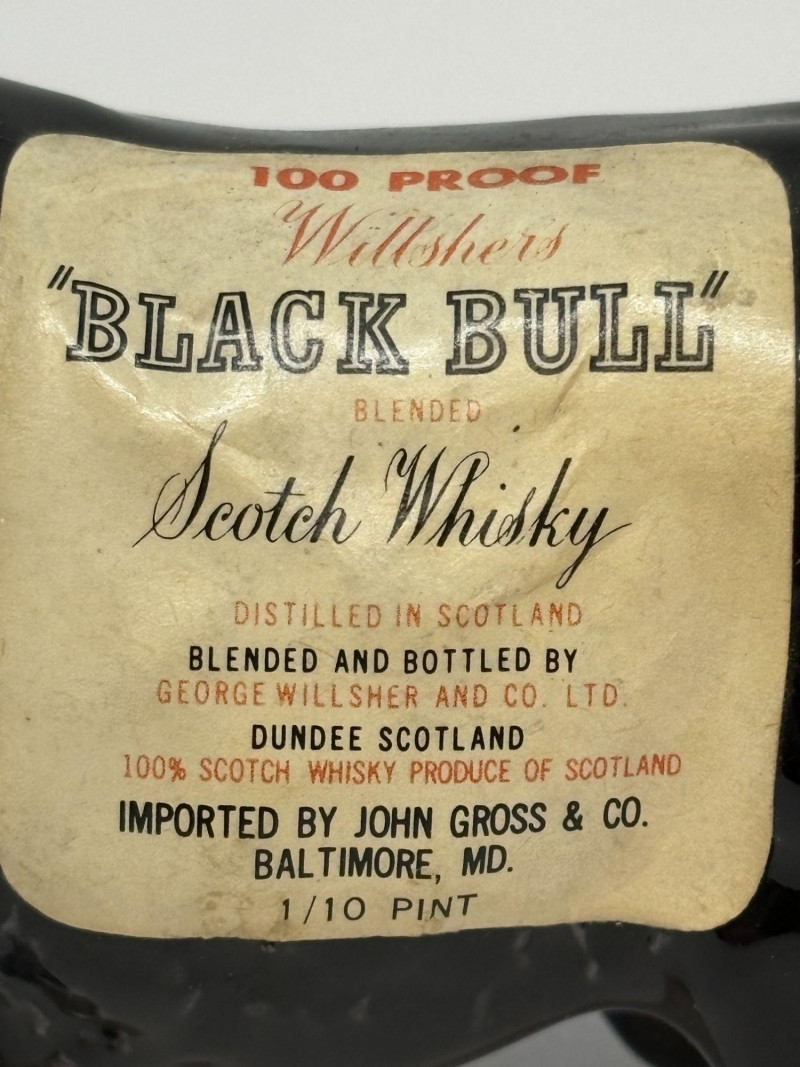 100 PROOF
Willshers
"BLACK BULL"
BLENDED
Scotch Whisky
DISTILLED IN SCOTLAND
BLENDED AND BOTTLED BY
GEORGE WILLSHER AND CO. LTD.
DUNDEE SCOTLAND
100% SCOTCH WHISKY PRODUCE OF SCOTLAND
IMPORTED BY JOHN GROSS & CO.
BALTIMORE, MD.
1/10 PINT